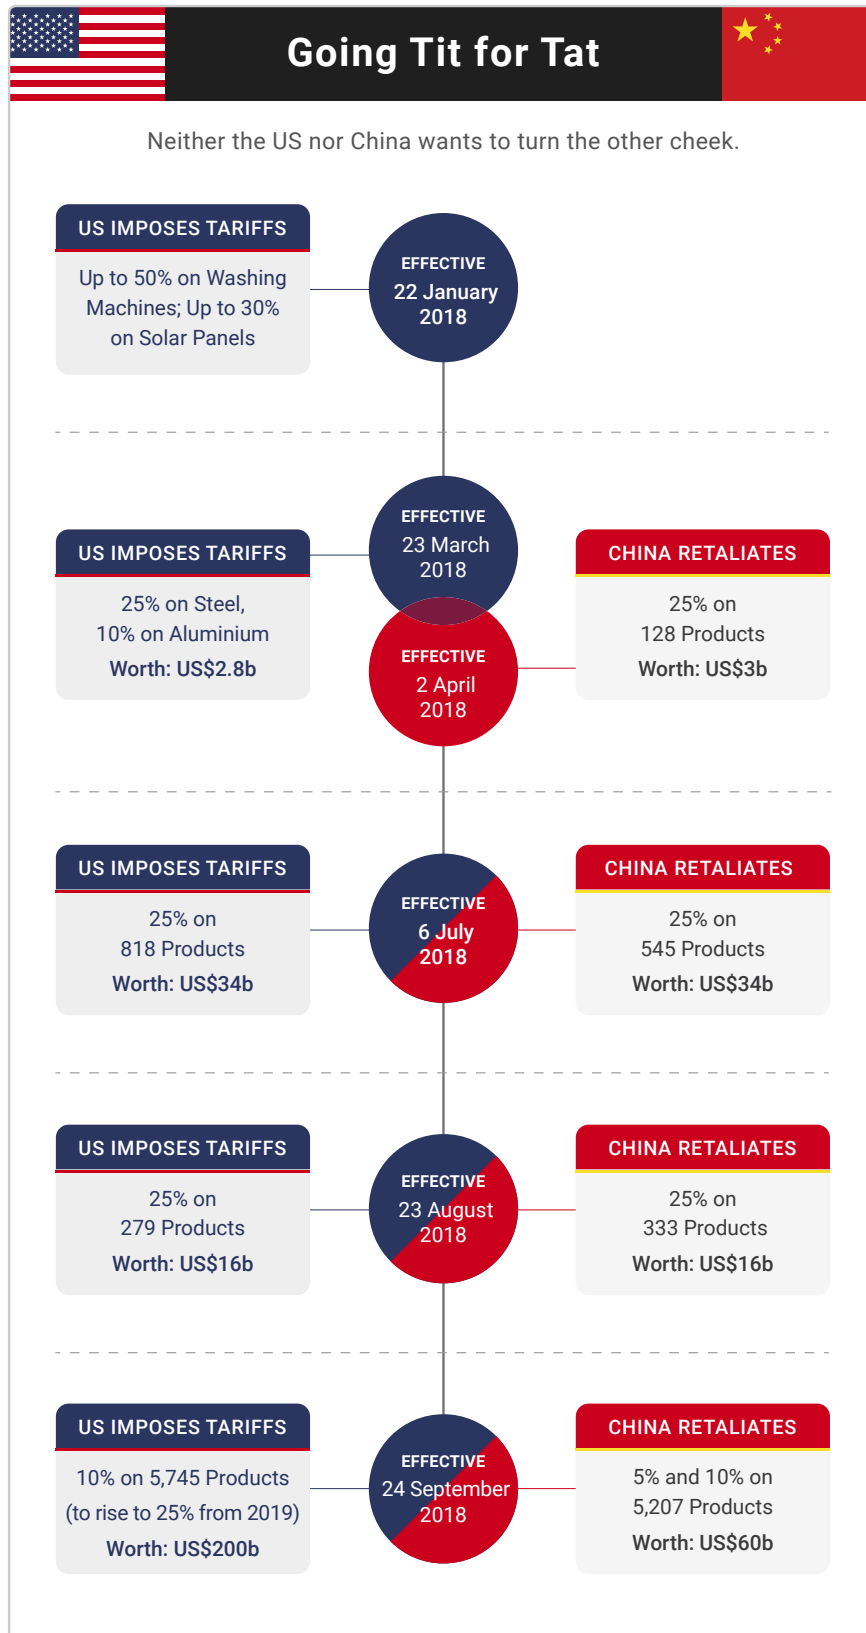 Going Tit for Tat
Neither the US nor China wants to turn the other cheek.
US IMPOSES TARIFFS
Up to 50% on Washing
Machines; Up to 30%
on Solar Panels
EFFECTIVE
22 January
2018
US IMPOSES TARIFFS
25% on Steel,
10% on Aluminium
Worth: US$2.8b
EFFECTIVE
23 March
2018
EFFECTIVE
2 April
2018
CHINA RETALIATES
25% on
128 Products
Worth: US$3b
US IMPOSES TARIFFS
25% on
818 Products
Worth: US$34b
EFFECTIVE
6 July
2018
CHINA RETALIATES
25% on
545 Products
Worth: US$34b
US IMPOSES TARIFFS
25% on
279 Products
Worth: US$16b
EFFECTIVE
23 August
2018
CHINA RETALIATES
25% on
333 Products
Worth: US$16b
US IMPOSES TARIFFS
10% on 5,745 Products
(to rise to 25% from 2019)
Worth: US$200b
EFFECTIVE
24 September
2018
CHINA RETALIATES
5% and 10% on
5,207 Products
Worth: US$60b